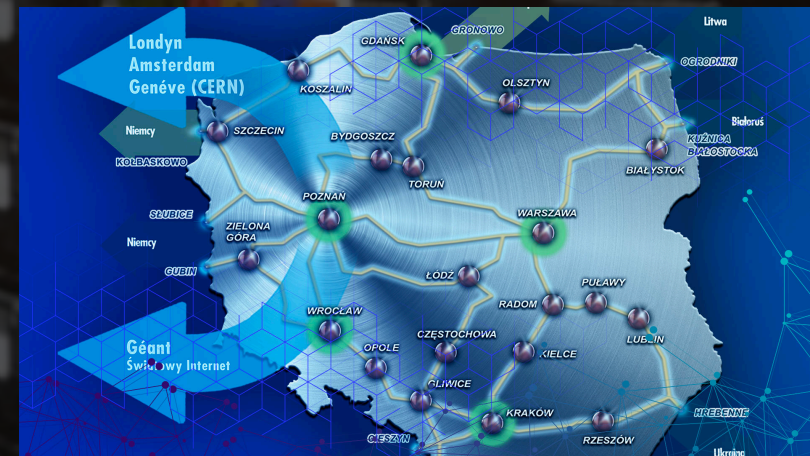 Litwa
Londyn
Amsterdam
Genéve (CERN)
GRONOWO
GDAŃSK
KOSZALIN
OLSZTYN
OGRODNIKI
Niemcy
SZCZECIN
BYDGOSZCZ
Białoruś
KUŹNICA
BIAŁOSTOCKA
KOŁBASKOWO
TORUŃ
BIAŁYSTOK
POZNAŃ
SŁUBICE
WARSZAWA
ZIELONA
GÓRA
Niemcy
GUBIN
ŁÓDŹ
PUŁAWY
RADOM
WROCŁAW
CZĘSTOCHOWA
LUBLIN
Géant
Światowy Internet
OPOLE
KIELCE
GLIWICE
KRAKÓW
HREBENNE
CIESZYN
RZESZÓW
Ukraina